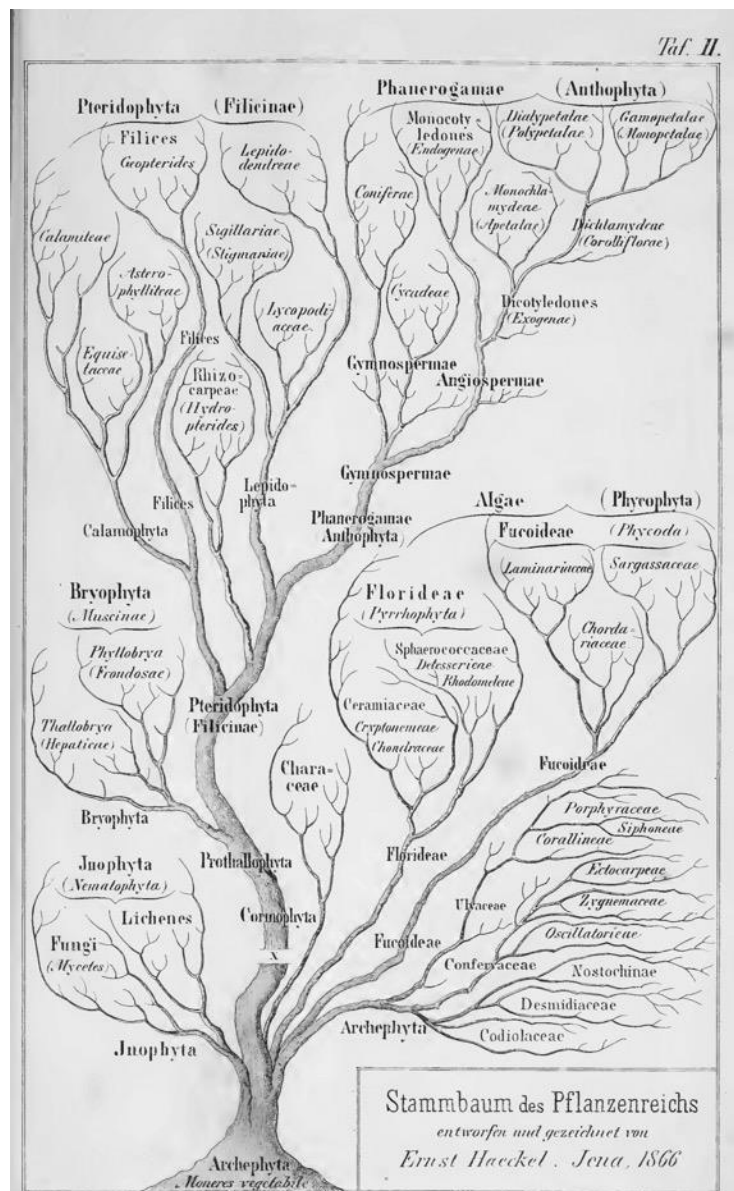 Taf. II.
Phanerogamae (Anthophyta)
Pteridophyta (Filicinae)
Filices
Geopterides
Lepido-
dendreae
Monocoty-
ledones
(Endogenae)
Dialypetalae
(Polypetalae)
Gamopetalae
(Monopetalae)
Coniferae
Monochla-
mydeae
(Apetalae)
Calamiteae
Sigillariae
(Stigmariae)
Dichlamydeae
(Corolliflorae)
Astero-
phylliteae
Cycadeae
Lycopodi-
aceae
Dicotyledones
(Exogenae)
Filices
Equise-
taceae
Rhizo-
carpeae
(Hydro-
pterides)
Gymnospermae
Angiospermae
Gymnospermae
Lepido-
phyta
Filices
Calamophyta
Phanerogamae
Anthophyta)
Algae (Phycophyta)
Fucoideae (Phycoda)
Laminarieae
Sargassaceae
Chorda-
riaceae
Bryophyta
(Muscinae)
Phyllobrya
(Frondosae)
Thallobrya
(Hepaticae)
Bryophyta
Florideae
(Pyrrhophyta)
Sphaerococcaceae
Delesserieae
Rhodomeleae
Ceramiaceae
Cryptonemeae
Chondraceae
Pteridophyta
(Filicinae)
Chara-
ceae
Fucoideae
Porphyraceae
Siphoneae
Corallineae
Prothallophyta
Florideae
Jnophyta
(Nematophyta)
Ectocarpeae
Zygnemaceae
Ulvaceae
Lichenes
Cormophyta
Fungi
(Mycetes)
Fucoideae
Oscillatorieae
x
Confervaceae
Nostochinae
Desmidiaceae
Archephyta
Codiolaceae
Jnophyta
Stammbaum des Pflanzenreichs
entworfen und gezeichnet von
Ernst Haeckel. Jena, 1866
Archephyta
Moneres vegetabile